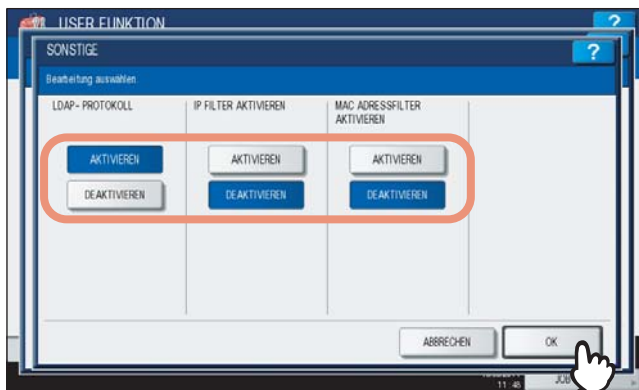 USER FUNKTION
?
SONSTIGE
?
Bearbeitung auswählen
LDAP- PROTOKOLL
IP FILTER AKTIVIEREN
MAC ADRESSFILTER
AKTIVIEREN
AKTIVIEREN
AKTIVIEREN
AKTIVIEREN
DEAKTIVIEREN
DEAKTIVIEREN
DEAKTIVIEREN
ABBRECHEN
OK
11 : 48
JOB